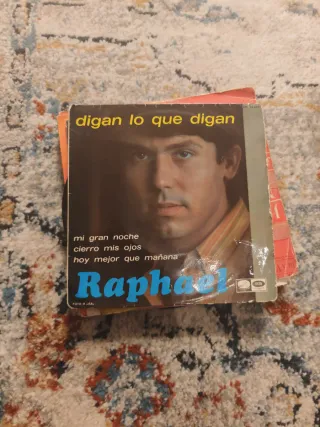 digan lo que digan
mi gran noche
cierro mis ojos
hoy mejor que mañana
Raphael